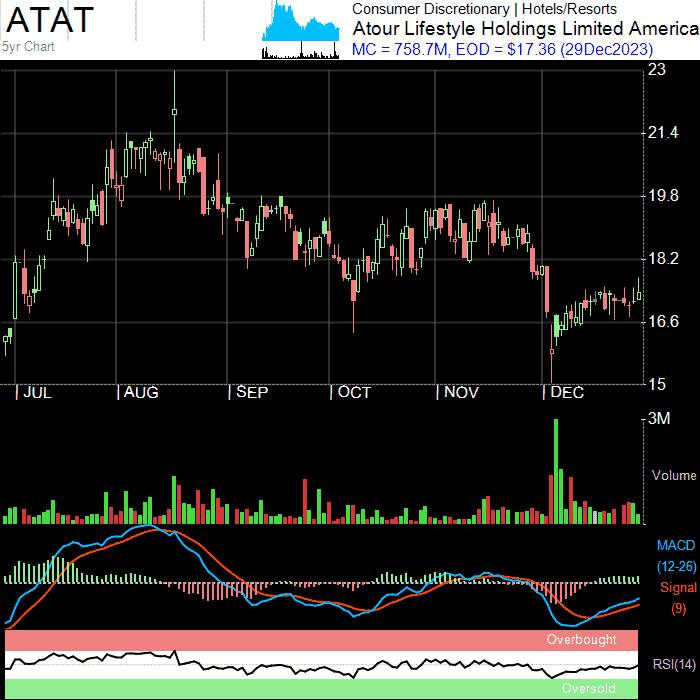 ATAT
5yr Chart
Consumer Discretionary | Hotels/Resorts
Atour Lifestyle Holdings Limited America
MC = 758.7M, EOD = $17.36 (29Dec2023)
23
21.4
19.8
18.2
16.6
15
JUL
AUG
SEP
OCT
NOV
DEC
3M
Volume
MACD
(12-26)
Signal
(9)
Overbought
RSI(14)
Oversold